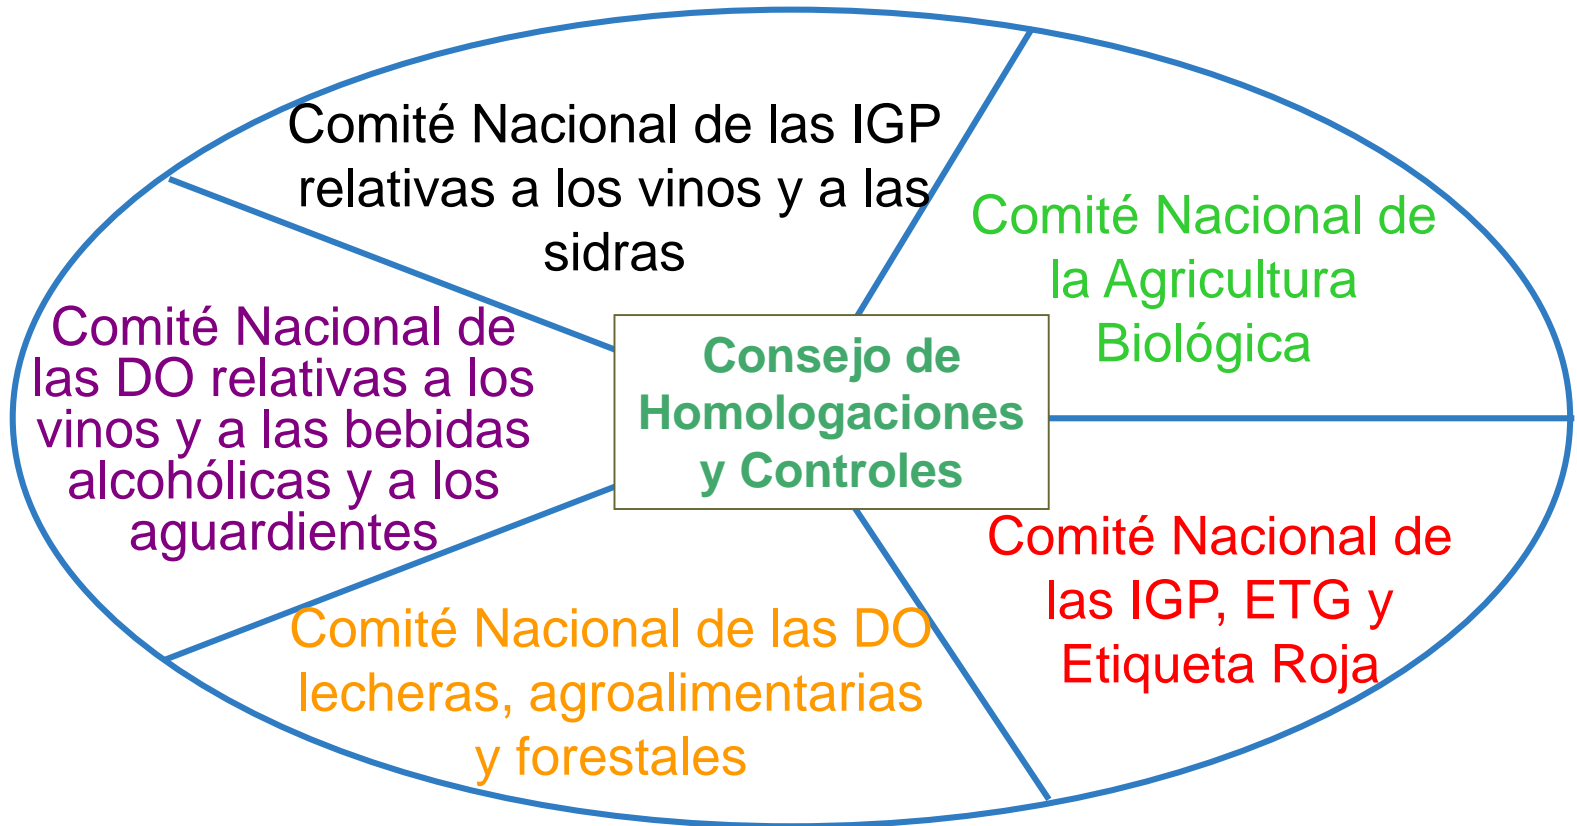 Comité Nacional de las IGP
relativas a los vinos y a las
sidras
Comité Nacional de
la Agricultura
Biológica
Comité Nacional de
las DO relativas a los
vinos y a las bebidas
alcohólicas y a los
aguardientes
Consejo de
Homologaciones
y Controles
Comité Nacional de
las IGP, ETG y
Etiqueta Roja
Comité Nacional de las DO
lecheras, agroalimentarias
y forestales